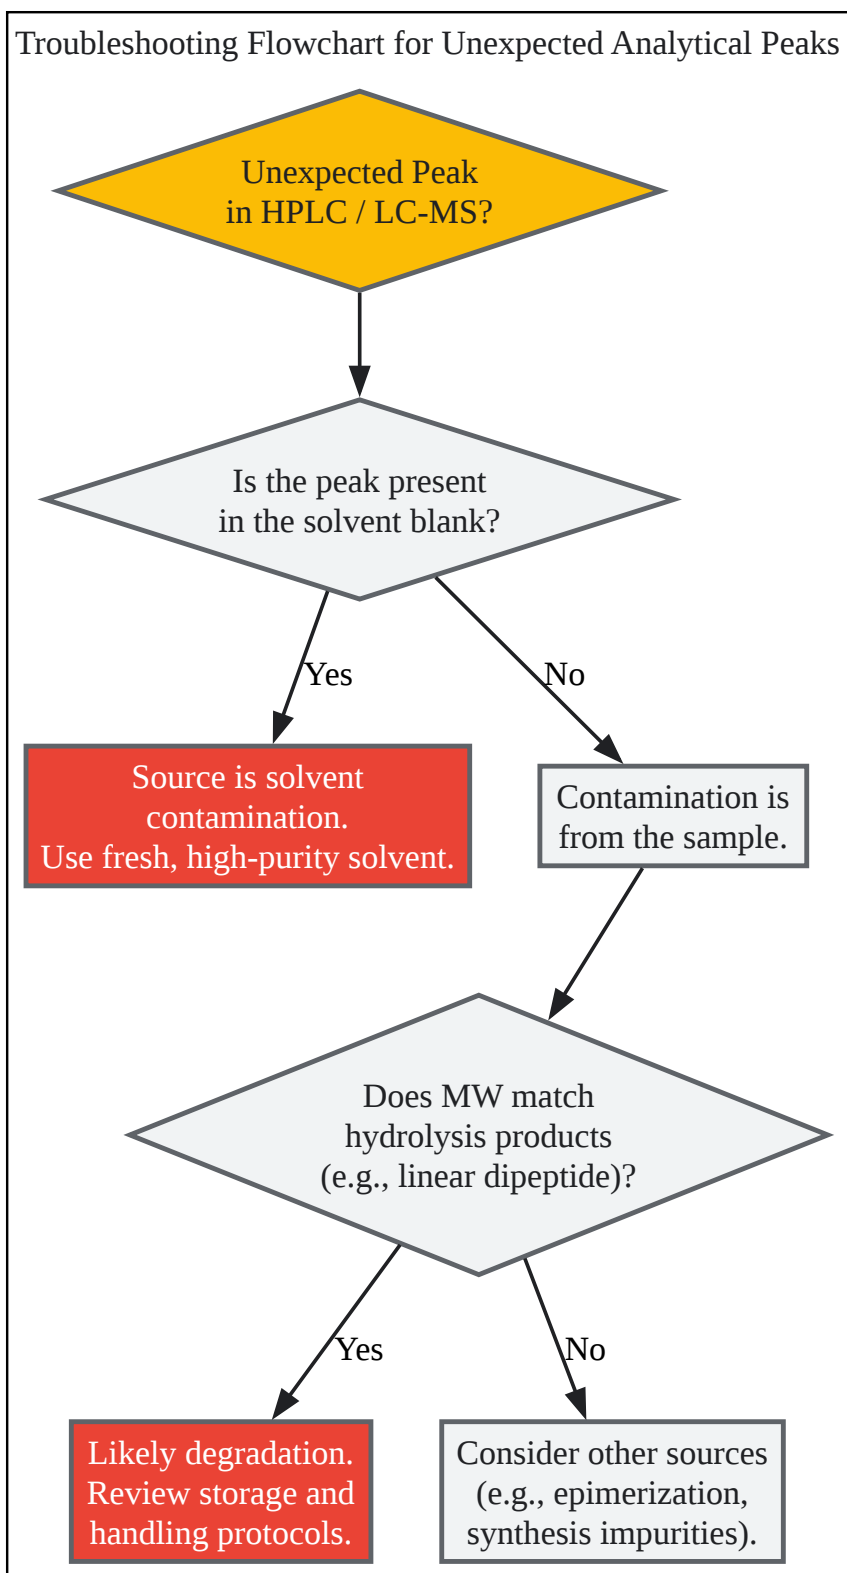 Troubleshooting Flowchart for Unexpected Analytical Peaks
Unexpected Peak
in HPLC / LC-MS?
Is the peak present
in the solvent blank?
Yes
No
Source is solvent
contamination.
Use fresh, high-purity solvent.
Contamination is
from the sample.
Does MW match
hydrolysis products
(e.g., linear dipeptide)?
Yes
No
Likely degradation.
Review storage and
handling protocols.
Consider other sources
(e.g., epimerization,
synthesis impurities).